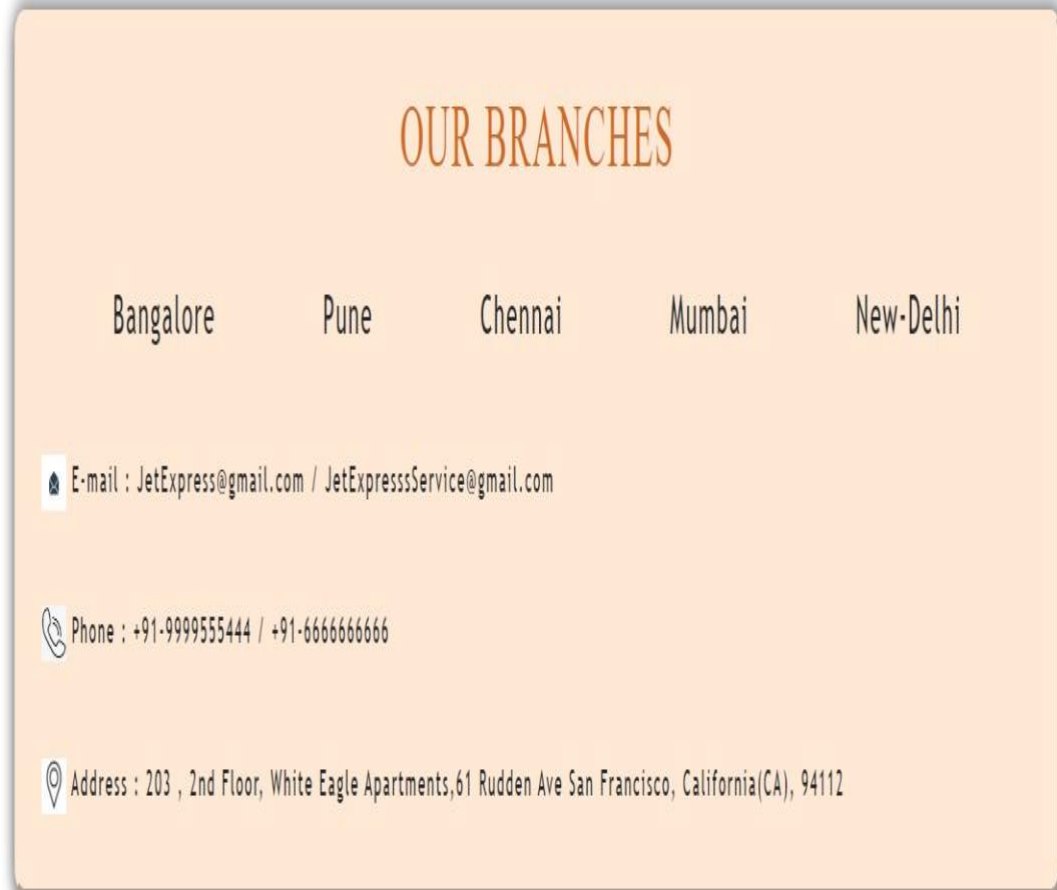 OUR BRANCHES
Bangalore Pune Chennai Mumbai New-Delhi
E-mail : JetExpress@gmail.com / JetExpresssService@gmail.com
Phone : +91-9999555444 / +91-6666666666
Address : 203 , 2nd Floor, White Eagle Apartments,61 Rudden Ave San Francisco, California(CA), 94112